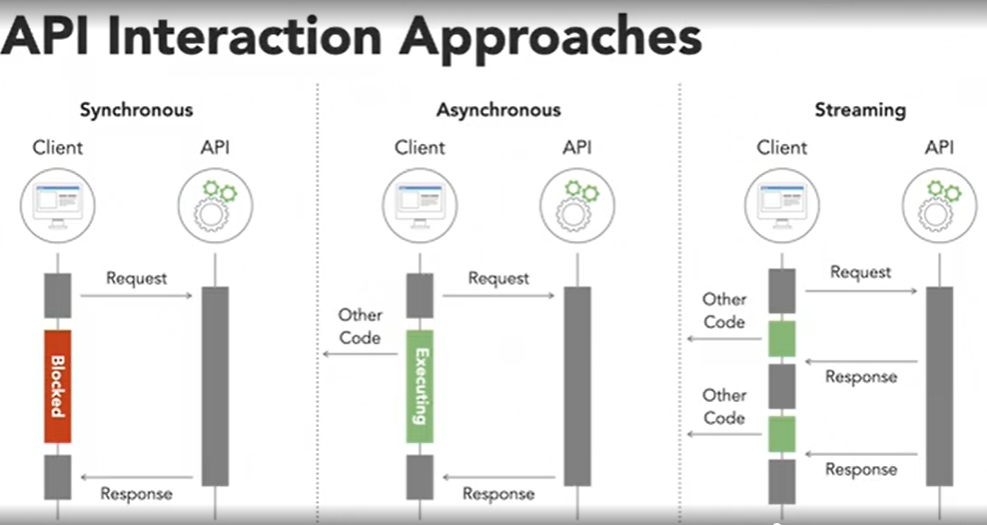 API Interaction Approaches
Synchronous
Client
API
Request
Blocked
Response
Asynchronous
Client
API
Request
Other
Code
Executing
Response
Streaming
Client
API
Request
Other
Code
Response
Other
Code
Response